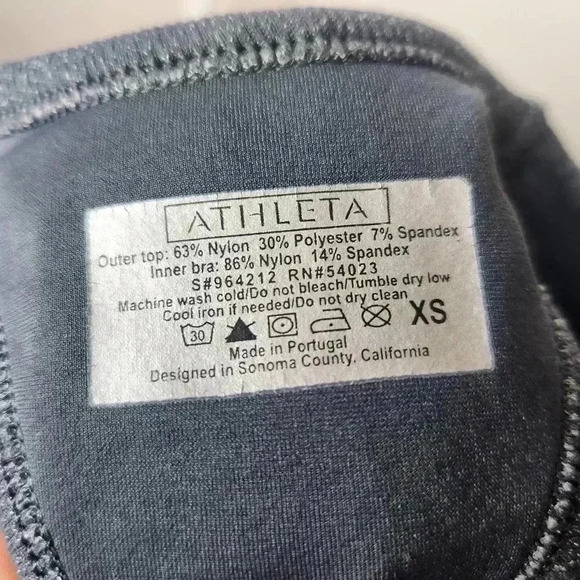 ATHLETA
Outer top: 63% Nylon 30% Polyester 7% Spandex
Inner bra: 86% Nylon 14% Spandex
S#964212 RN#54023
Machine wash cold/Do not bleach/Tumble dry low
Cool iron if needed/Do not dry clean
30 XS
Made in Portugal
Designed in Sonoma County, California